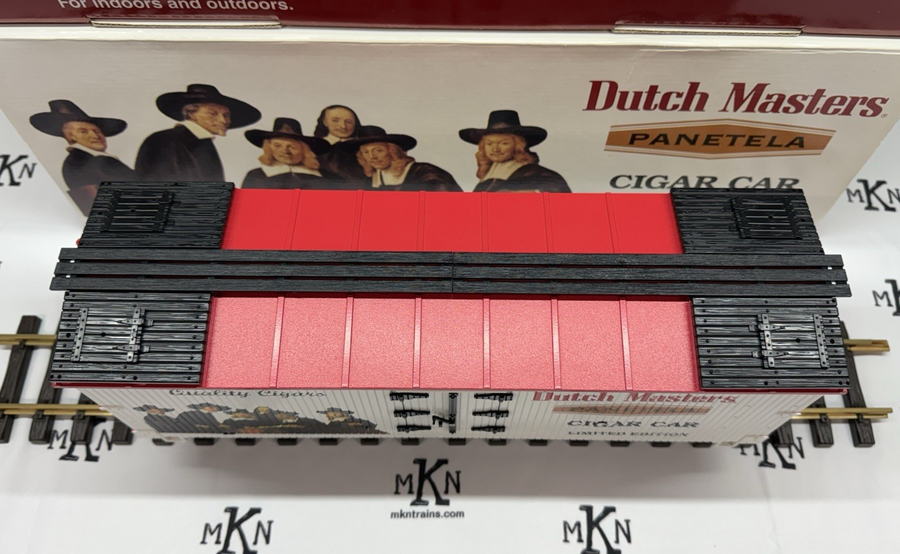 For indoors and outdoors.
Dutch Masters
PANETELA
CIGAR CAR
Quality Cigars
Dutch Masters
CIGAR CAR
LIMITED EDITION
MKN
MKN
MKN
MKN
MKN
mkntrains.com
MKN
MKN